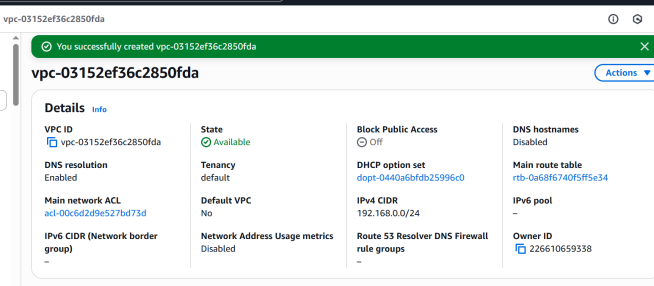 vpc-03152ef36c2850fda
You successfully created vpc-03152ef36c2850fda
vpc-03152ef36c2850fda
Actions
Details Info
VPC ID
vpc-03152ef36c2850fda
State
Available
Block Public Access
Off
DNS hostnames
Disabled
DNS resolution
Enabled
Tenancy
default
DHCP option set
dopt-0440a6bfdb25996c0
Main route table
rtb-0a68f6740f5ff5e34
Main network ACL
acl-00c6d2d9e527bd73d
Default VPC
No
IPv4 CIDR
192.168.0.0/24
IPv6 pool
–
IPv6 CIDR (Network border
group)
–
Network Address Usage metrics
Disabled
Route 53 Resolver DNS Firewall
rule groups
–
Owner ID
226610659338